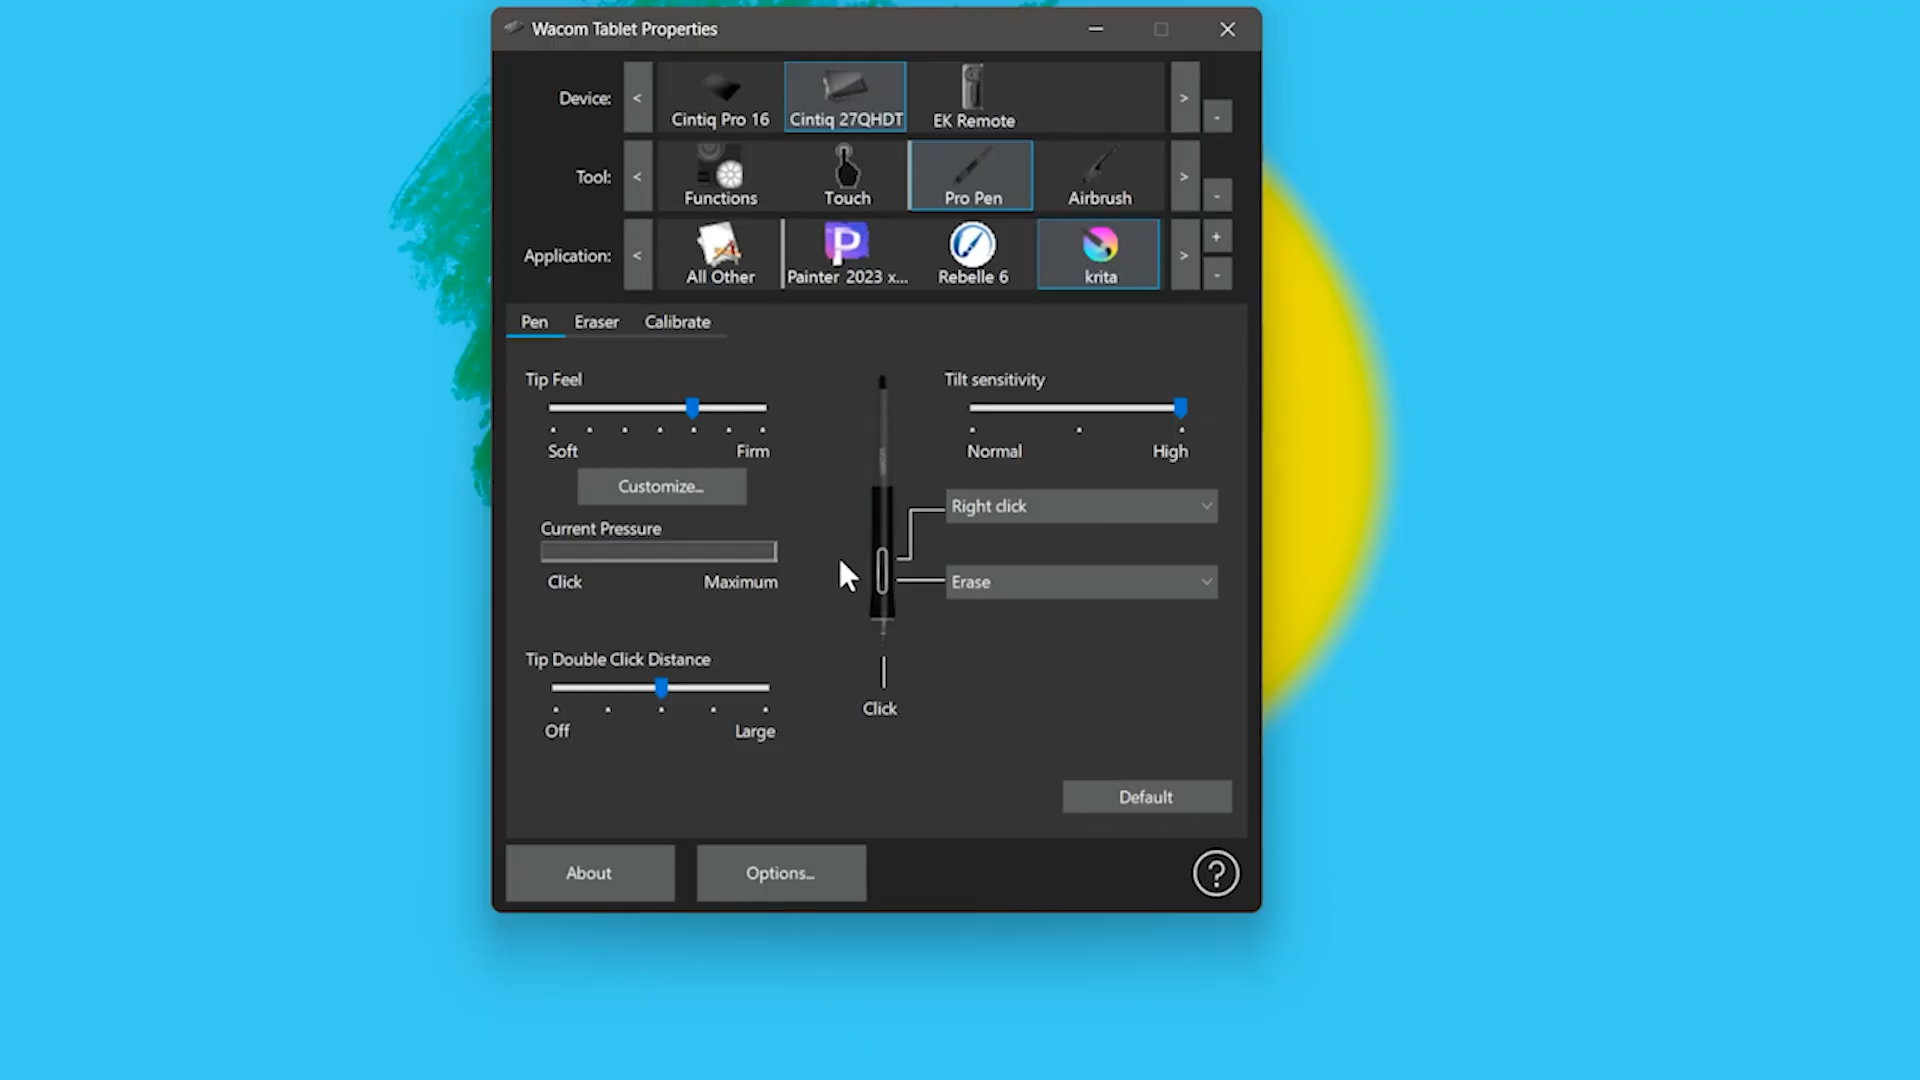 Wacom Tablet Properties
Device:
<
Cintiq Pro 16
Cintiq 27QHDT
EK Remote
>
-
Tool:
<
Functions
Touch
Pro Pen
Airbrush
>
-
Application:
<
All Other
Painter 2023 x...
Rebelle 6
krita
>
+
-
Pen Eraser Calibrate
Tip Feel
Soft Firm
Customize...
Current Pressure
Click Maximum
Tip Double Click Distance
Off Large
Click
Tilt sensitivity
Normal High
Right click
Erase
Default
About
Options...
?